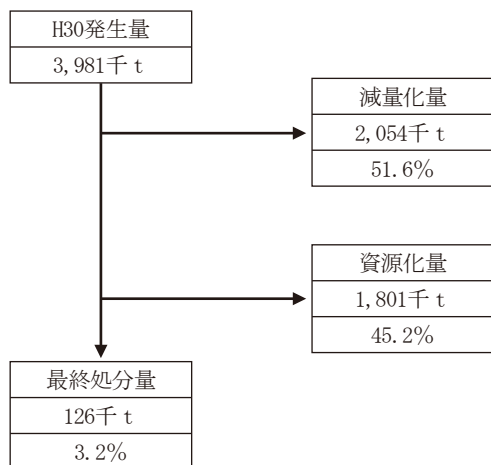 H30発生量
3,981千t
減量化量
2,054千t
51.6%
資源化量
1,801千t
45.2%
最終処分量
126千t
3.2%